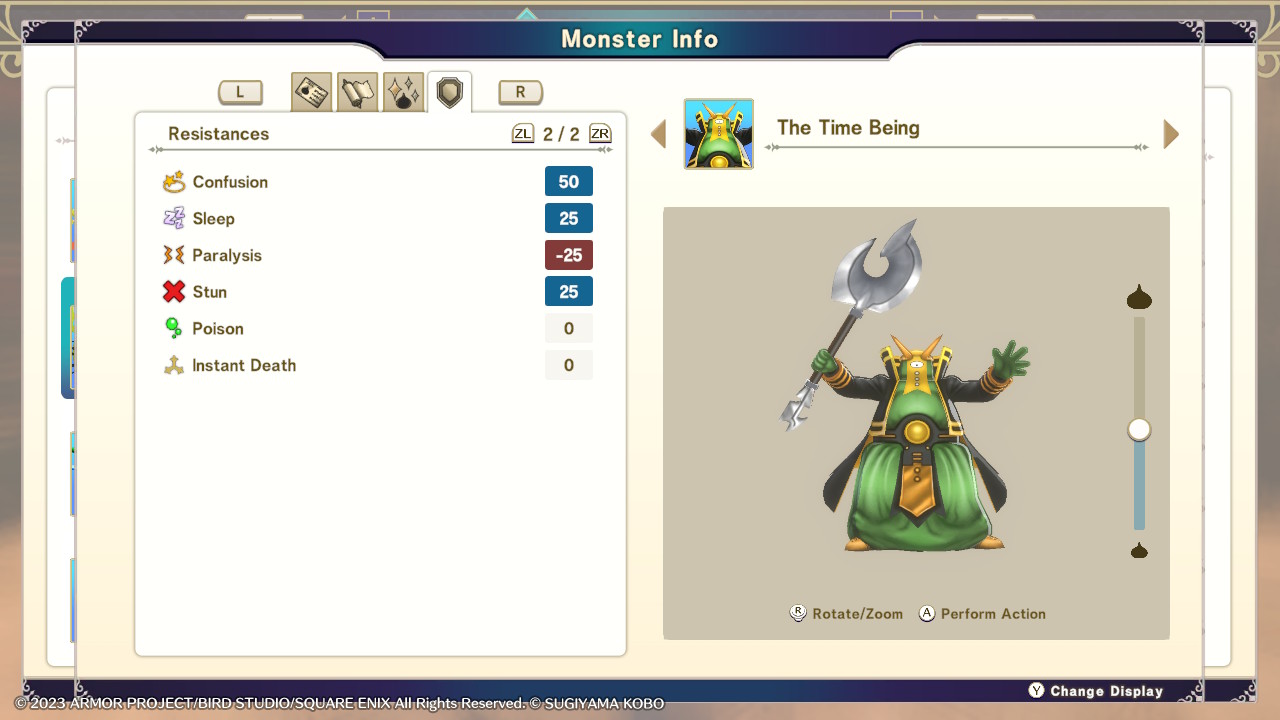 Monster Info
L
R
Resistances
ZL 2 / 2 ZR
Confusion 50
Sleep 25
Paralysis -25
Stun 25
Poison 0
Instant Death 0
The Time Being
R Rotate/Zoom A Perform Action
Y Change Display
© 2023 ARMOR PROJECT/BIRD STUDIO/SQUARE ENIX All Rights Reserved. © SUGIYAMA KOBO